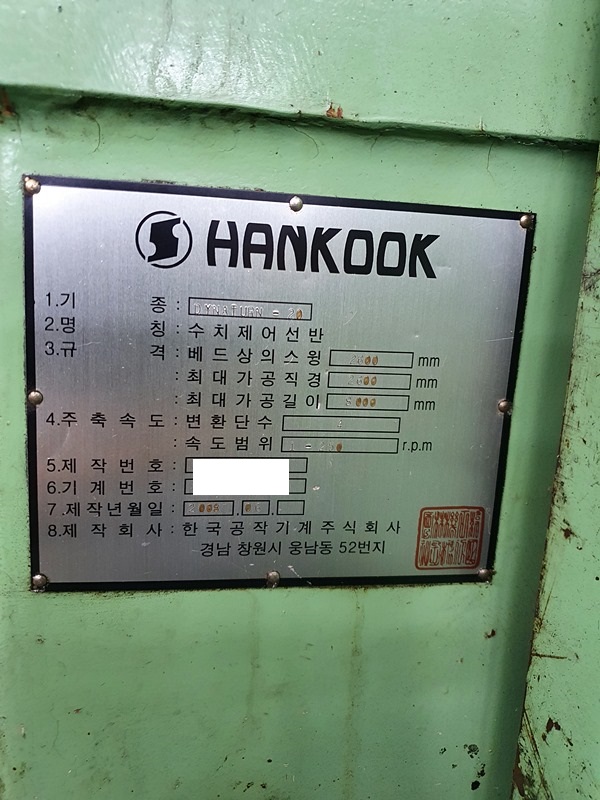 HANKOOK
1.기 종 : DYNATURN - 20
2.명 칭 : 수치제어선반
3.규 격 : 베드상의스윙 mm
: 최대가공직경 mm
: 최대가공길이 mm
4.주축속도 : 변환단수 4
: 속도범위 r.p.m
5.제작번호 :
6.기계번호 :
7.제작년월일 :
8.제작회사 : 한국공작기계주식회사
경남 창원시 웅남동 52번지